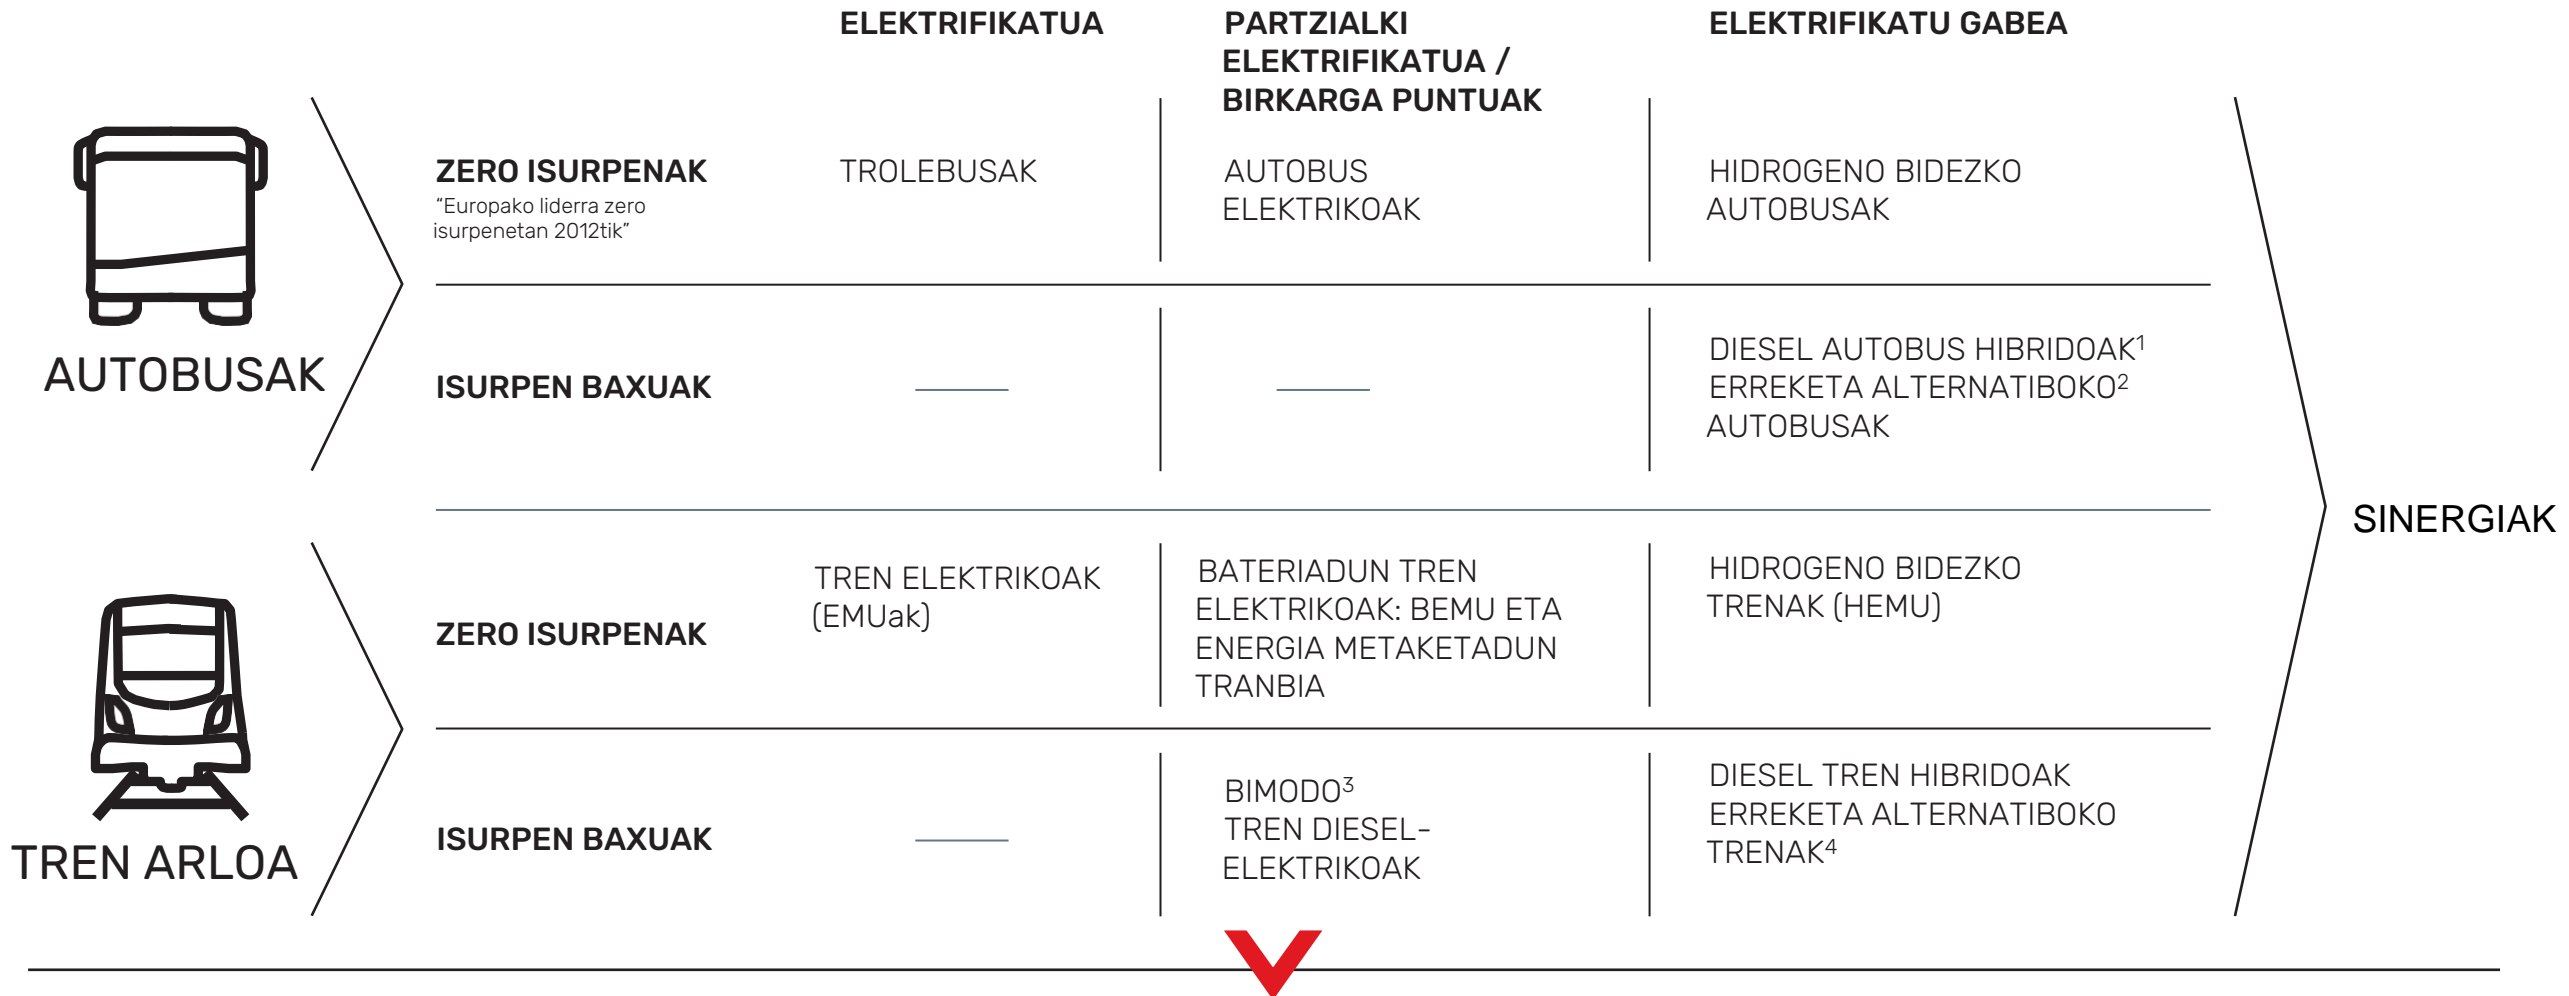 ELEKTRIFIKATUA
PARTZIALKI
ELEKTRIFIKATUA /
BIRKARGA PUNTUAK
ELEKTRIFIKATU GABEA
AUTOBUSAK
ZERO ISURPENAK
“Europako liderra zero
isurpenetan 2012tik”
TROLEBUSAK
AUTOBUS
ELEKTRIKOAK
HIDROGENO BIDEZKO
AUTOBUSAK
ISURPEN BAXUAK
DIESEL AUTOBUS HIBRIDOAK¹
ERREKETA ALTERNATIBOKO²
AUTOBUSAK
TREN ARLOA
ZERO ISURPENAK
TREN ELEKTRIKOAK
(EMUak)
BATERIADUN TREN
ELEKTRIKOAK: BEMU ETA
ENERGIA METAKETADUN
TRANBIA
HIDROGENO BIDEZKO
TRENAK (HEMU)
ISURPEN BAXUAK
BIMODO³
TREN DIESEL-
ELEKTRIKOAK
DIESEL TREN HIBRIDOAK
ERREKETA ALTERNATIBOKO
TRENAK⁴
SINERGIAK